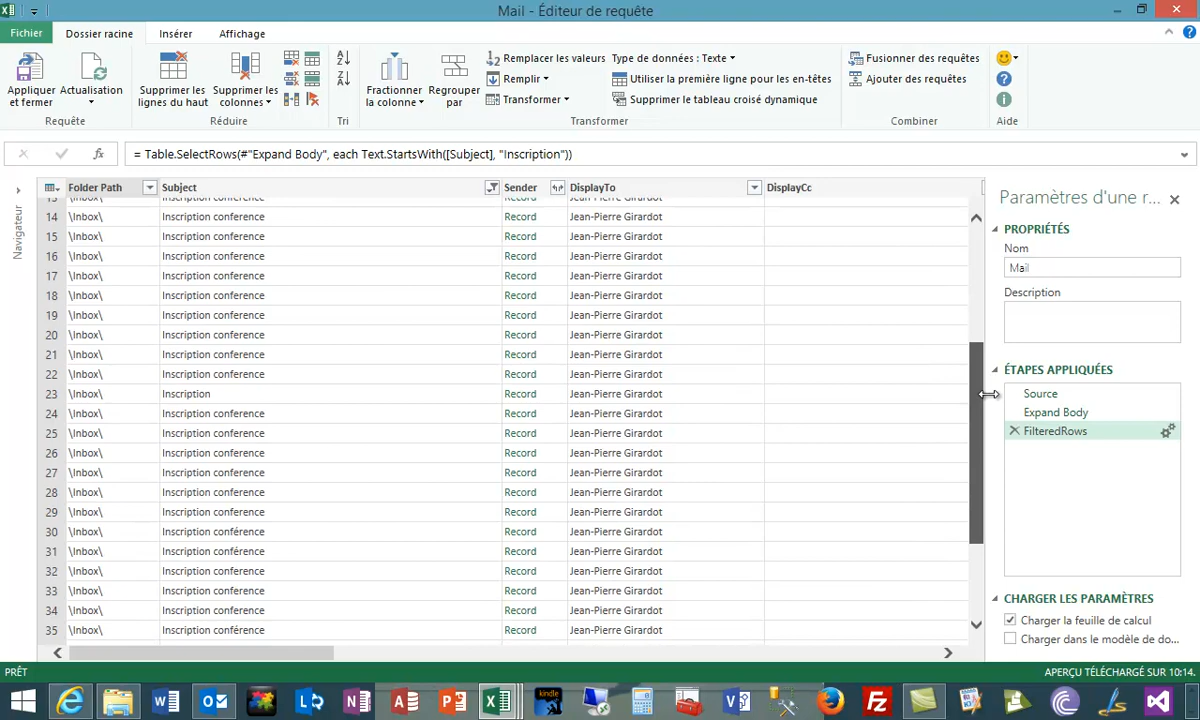 Mail - Éditeur de requête
Fichier
Dossier racine
Insérer
Affichage
Appliquer et fermer
Actualisation
Supprimer les lignes du haut
Supprimer les colonnes
Fractionner la colonne
Regrouper par
Remplacer les valeurs
Remplir
Transformer
Type de données : Texte
Utiliser la première ligne pour les en-têtes
Supprimer le tableau croisé dynamique
Fusionner des requêtes
Ajouter des requêtes
Requête
Réduire
Tri
Transformer
Combiner
Aide
fx
= Table.SelectRows(#"Expand Body", each Text.StartsWith([Subject], "Inscription"))
Navigateur
Folder Path Subject Sender DisplayTo DisplayCc
13 \Inbox\ Inscription conference Record Jean-Pierre Girardot
14 \Inbox\ Inscription conference Record Jean-Pierre Girardot
15 \Inbox\ Inscription conference Record Jean-Pierre Girardot
16 \Inbox\ Inscription conference Record Jean-Pierre Girardot
17 \Inbox\ Inscription conference Record Jean-Pierre Girardot
18 \Inbox\ Inscription conference Record Jean-Pierre Girardot
19 \Inbox\ Inscription conference Record Jean-Pierre Girardot
20 \Inbox\ Inscription conference Record Jean-Pierre Girardot
21 \Inbox\ Inscription conference Record Jean-Pierre Girardot
22 \Inbox\ Inscription conference Record Jean-Pierre Girardot
23 \Inbox\ Inscription Record Jean-Pierre Girardot
24 \Inbox\ Inscription conference Record Jean-Pierre Girardot
25 \Inbox\ Inscription conference Record Jean-Pierre Girardot
26 \Inbox\ Inscription conference Record Jean-Pierre Girardot
27 \Inbox\ Inscription conference Record Jean-Pierre Girardot
28 \Inbox\ Inscription conference Record Jean-Pierre Girardot
29 \Inbox\ Inscription conference Record Jean-Pierre Girardot
30 \Inbox\ Inscription conférence Record Jean-Pierre Girardot
31 \Inbox\ Inscription conférence Record Jean-Pierre Girardot
32 \Inbox\ Inscription conference Record Jean-Pierre Girardot
33 \Inbox\ Inscription conference Record Jean-Pierre Girardot
34 \Inbox\ Inscription conference Record Jean-Pierre Girardot
35 \Inbox\ Inscription conférence Record Jean-Pierre Girardot
Paramètres d'une r...
PROPRIÉTÉS
Nom
Mail
Description
ÉTAPES APPLIQUÉES
Source
Expand Body
FilteredRows
CHARGER LES PARAMÈTRES
Charger la feuille de calcul
Charger dans le modèle de do...
PRÊT
APERÇU TÉLÉCHARGÉ SUR 10:14.
kindle